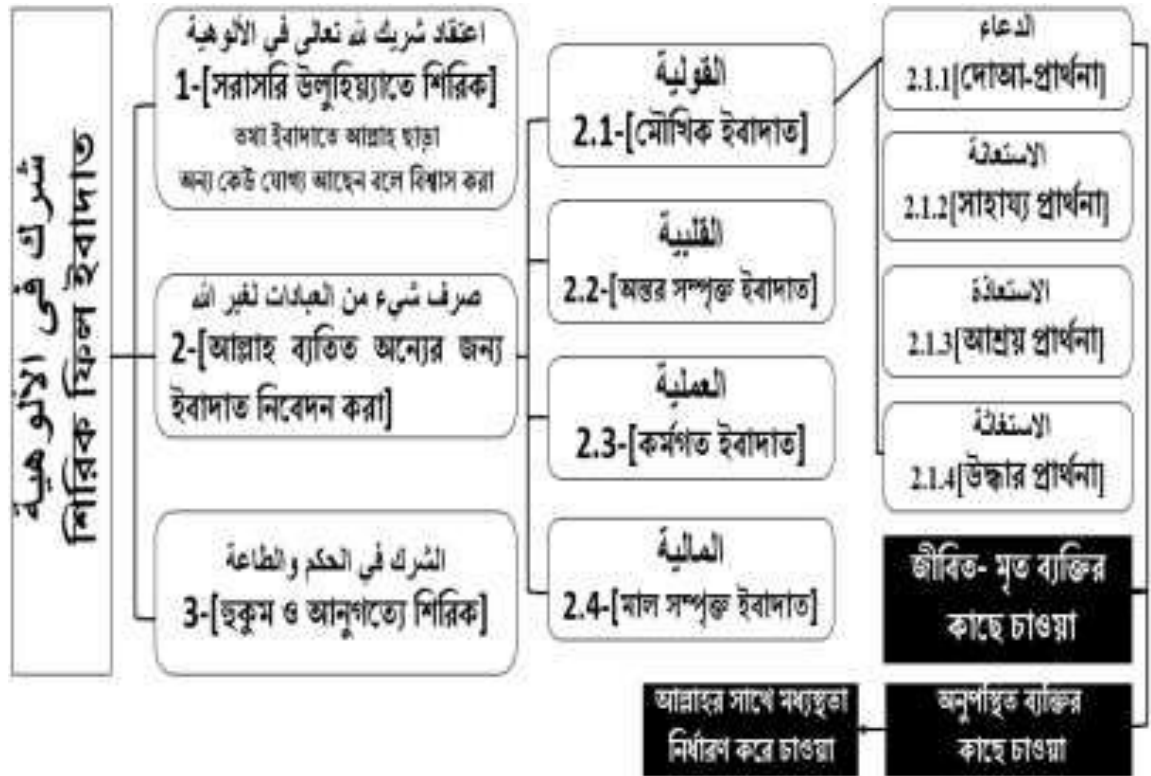 شرك في الألوهية
শিরিক ফিল ইবাদাত
اعتقاد شريك لله تعالى في الألوهية
1-[সরাসরি উলুহিয়্যাতে শিরিক]
তথা ইবাদাতে আল্লাহ ছাড়া
অন্য কেউ যোগ্য আছেন বলে বিশ্বাস করা
صرف شيء من العبادات لغير الله
2-[আল্লাহ ব্যতিত অন্যের জন্য
ইবাদাত নিবেদন করা]
الشرك في الحكم والطاعة
3-[হুকুম ও আনুগত্যে শিরিক]
القولية
2.1-[মৌখিক ইবাদাত]
القلبية
2.2-[অন্তর সম্পৃক্ত ইবাদাত]
العملية
2.3-[কর্মগত ইবাদাত]
المالية
2.4-[মাল সম্পৃক্ত ইবাদাত]
الدعاء
2.1.1[দোআ-প্রার্থনা]
الاستعانة
2.1.2[সাহায্য প্রার্থনা]
الاستعاذة
2.1.3[আশ্রয় প্রার্থনা]
الاستغاثة
2.1.4[উদ্ধার প্রার্থনা]
জীবিত- মৃত ব্যক্তির
কাছে চাওয়া
অনুপস্থিত ব্যক্তির
কাছে চাওয়া
আল্লাহর সাথে মধ্যস্থতা
নির্ধারণ করে চাওয়া